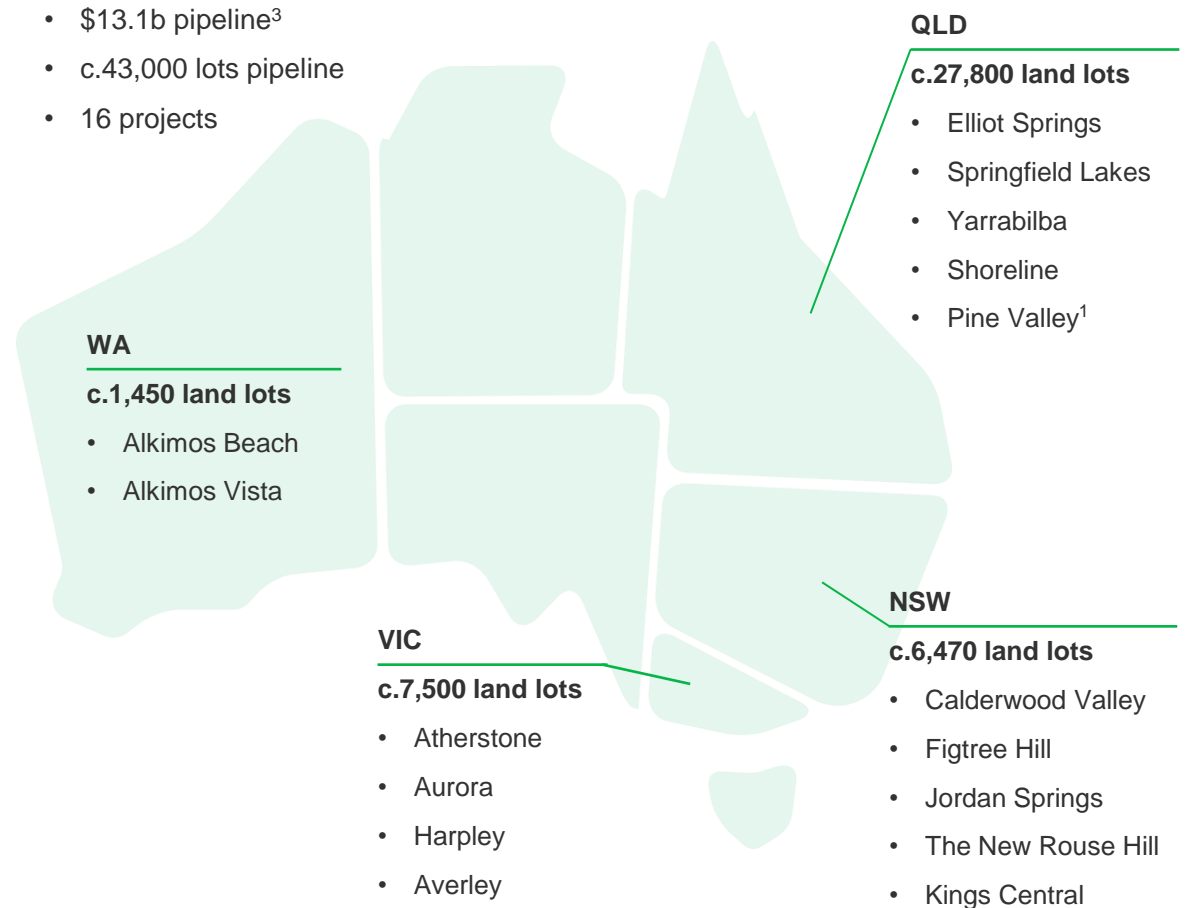 • $13.1b pipeline³
• c.43,000 lots pipeline
• 16 projects
WA
c.1,450 land lots
• Alkimos Beach
• Alkimos Vista
VIC
c.7,500 land lots
• Atherstone
• Aurora
• Harpley
• Averley
QLD
c.27,800 land lots
• Elliot Springs
• Springfield Lakes
• Yarrabilba
• Shoreline
• Pine Valley¹
NSW
c.6,470 land lots
• Calderwood Valley
• Figtree Hill
• Jordan Springs
• The New Rouse Hill
• Kings Central